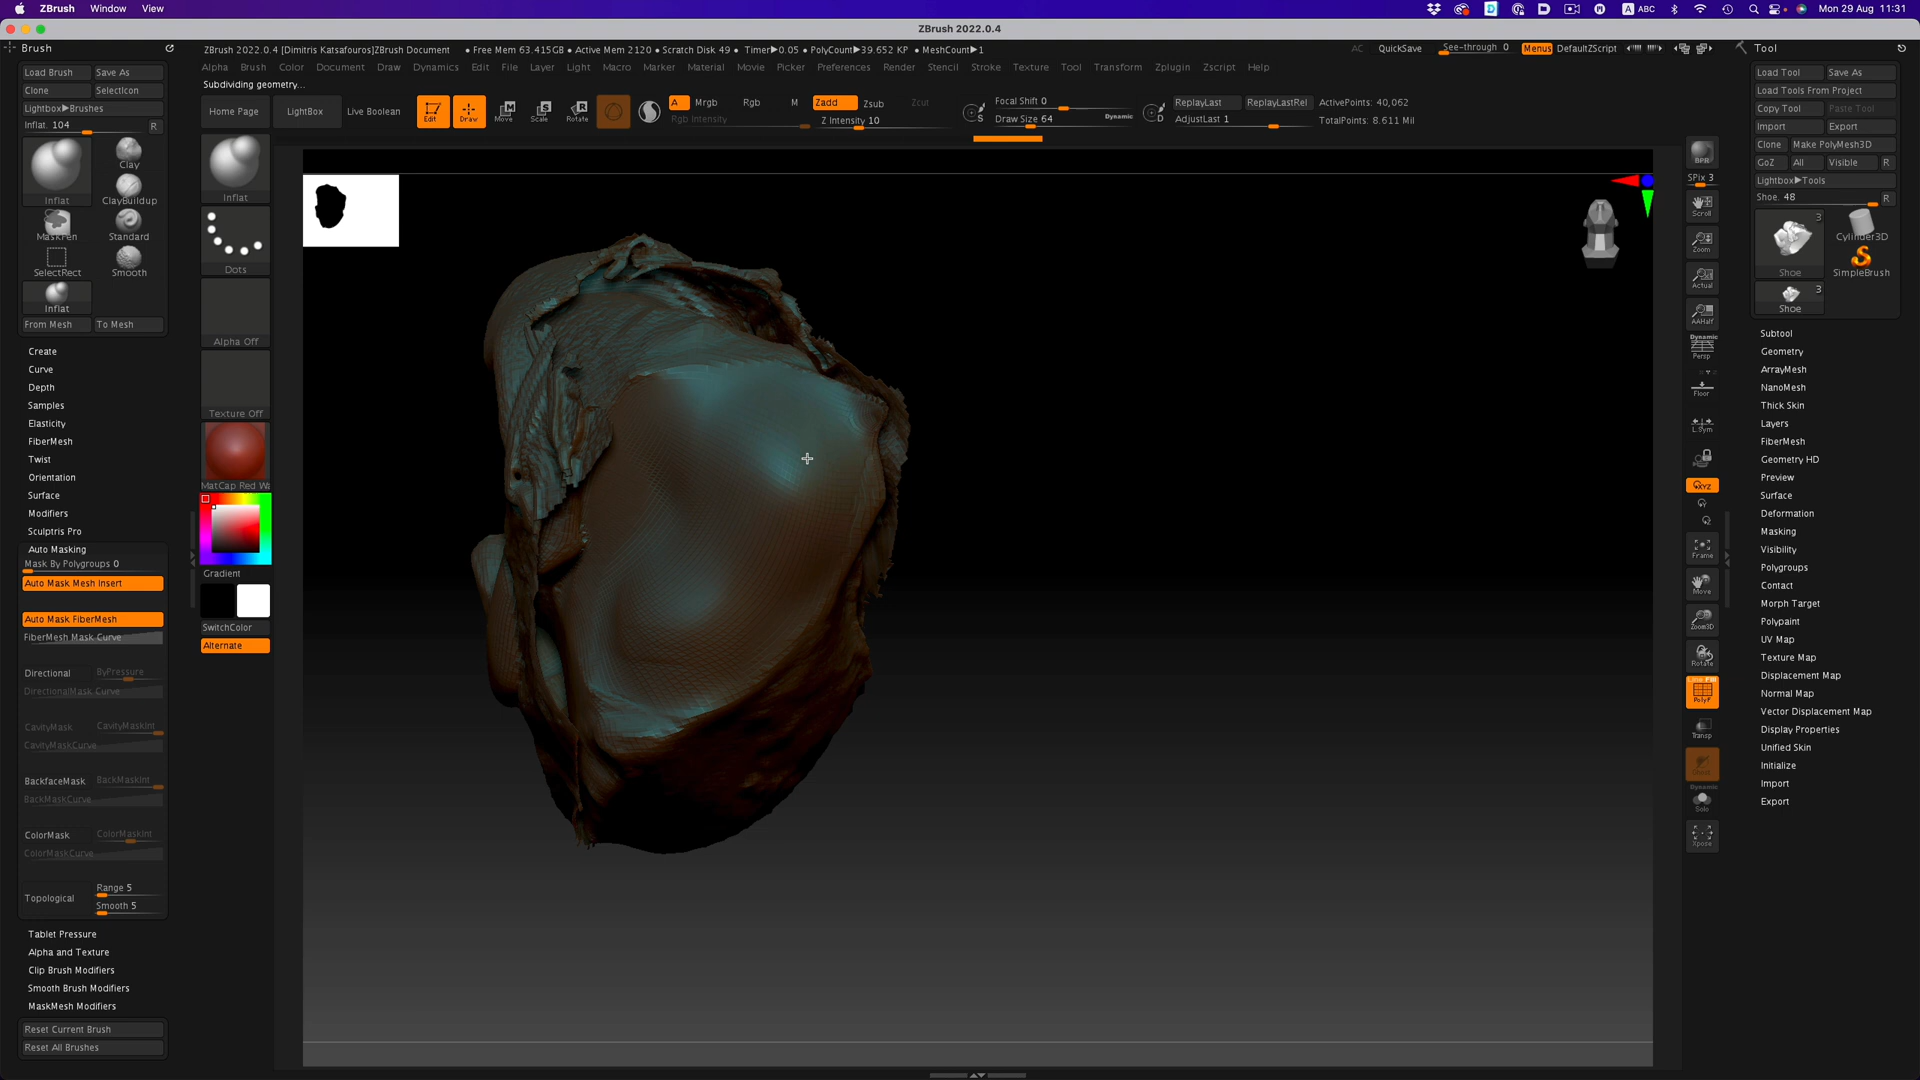 ZBrush Window View ABC Mon 29 Aug 11:31
ZBrush 2022.0.4
Brush
ZBrush 2022.0.4 [Dimitris Katsafouros]ZBrush Document • Free Mem 63.415GB • Active Mem 2120 • Scratch Disk 49 • Timer▶0.05 • PolyCount▶39.652 KP • MeshCount▶1
AC QuickSave See-through 0 Menus DefaultZScript
Tool
Alpha Brush Color Document Draw Dynamics Edit File Layer Light Macro Marker Material Movie Picker Preferences Render Stencil Stroke Texture Tool Transform Zplugin Zscript Help
Subdividing geometry...
Home Page LightBox Live Boolean Edit Draw Move Scale Rotate
A Mrgb Rgb M Zadd Zsub Zcut
Rgb Intensity Z Intensity 10
Focal Shift 0
Draw Size 64 Dynamic
ReplayLast ReplayLastRel ActivePoints: 40,062
AdjustLast 1 TotalPoints: 8.611 Mil
Load Brush Save As
Clone SelectIcon
Lightbox▶Brushes
Inflat. 104 R
Inflat
Clay
ClayBuildup
MaskPen Standard
SelectRect Smooth
Inflat
From Mesh To Mesh
Create
Curve
Depth
Samples
Elasticity
FiberMesh
Twist
Orientation
Surface
Modifiers
Sculptris Pro
Auto Masking
Mask By Polygroups 0
Auto Mask Mesh Insert
Auto Mask FiberMesh
FiberMesh Mask Curve
Directional ByPressure
DirectionalMask Curve
CavityMask CavityMaskInt
CavityMaskCurve
BackfaceMask BackMaskInt
BackMaskCurve
ColorMask ColorMaskInt
ColorMaskCurve
Topological Range 5
Smooth 5
Tablet Pressure
Alpha and Texture
Clip Brush Modifiers
Smooth Brush Modifiers
MaskMesh Modifiers
Reset Current Brush
Reset All Brushes
Inflat
Dots
Alpha Off
Texture Off
MatCap Red Wa
Gradient
SwitchColor
Alternate
BPR
SPix 3
Scroll
Zoom
Actual
AAHalf
Dynamic
Persp
Floor
L.Sym
XYZ
Frame
Move
Zoom3D
Rotate
Line Fill
PolyF
Transp
Ghost
Dynamic
Solo
Xpose
Load Tool Save As
Load Tools From Project
Copy Tool Paste Tool
Import Export
Clone Make PolyMesh3D
GoZ All Visible R
Lightbox▶Tools
Shoe. 48 R
3
Shoe
Cylinder3D
SimpleBrush
3
Shoe
Subtool
Geometry
ArrayMesh
NanoMesh
Thick Skin
Layers
FiberMesh
Geometry HD
Preview
Surface
Deformation
Masking
Visibility
Polygroups
Contact
Morph Target
Polypaint
UV Map
Texture Map
Displacement Map
Normal Map
Vector Displacement Map
Display Properties
Unified Skin
Initialize
Import
Export